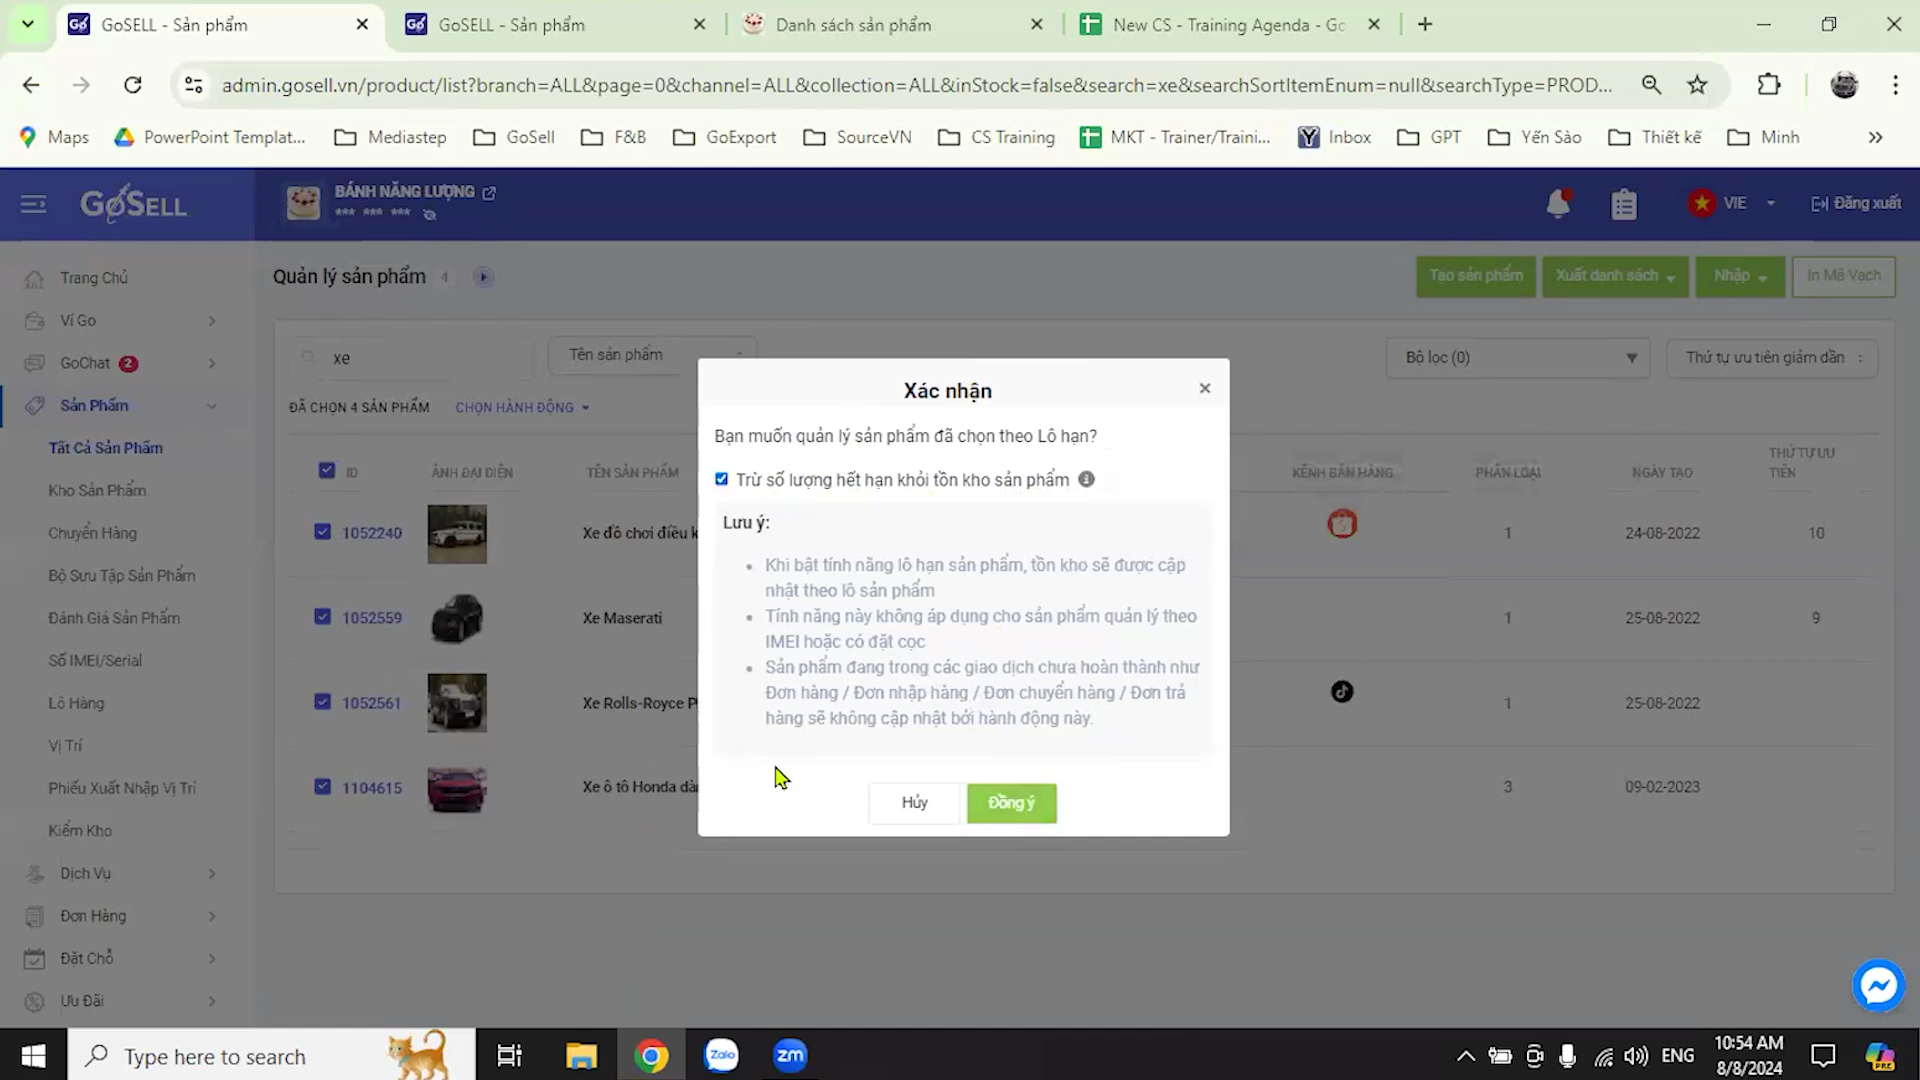 GoSELL - Sản phẩm
GoSELL - Sản phẩm
Danh sách sản phẩm
New CS - Training Agenda - Go
admin.gosell.vn/product/list?branch=ALL&page=0&channel=ALL&collection=ALL&inStock=false&search=xe&searchSortItemEnum=null&searchType=PROD...
Maps
PowerPoint Templat...
Mediastep
GoSell
F&B
GoExport
SourceVN
CS Training
MKT - Trainer/Traini...
Inbox
GPT
Yến Sào
Thiết kế
Minh
GoSELL
BÁNH NĂNG LƯỢNG
*** *** ***
VIE
Đăng xuất
Trang Chủ
Ví Go
GoChat 2
Sản Phẩm
Tất Cả Sản Phẩm
Kho Sản Phẩm
Chuyển Hàng
Bộ Sưu Tập Sản Phẩm
Đánh Giá Sản Phẩm
Số IMEI/Serial
Lô Hàng
Vị Trí
Phiếu Xuất Nhập Vị Trí
Kiểm Kho
Dịch Vụ
Đơn Hàng
Đặt Chỗ
Ưu Đãi
Quản lý sản phẩm 4
Tạo sản phẩm
Xuất danh sách
Nhập
In Mã Vạch
xe
Tên sản phẩm
Bộ lọc (0)
Thứ tự ưu tiên giảm dần
ĐÃ CHỌN 4 SẢN PHẨM
CHỌN HÀNH ĐỘNG
ID
ẢNH ĐẠI DIỆN
TÊN SẢN PHẨM
KÊNH BÁN HÀNG
PHÂN LOẠI
NGÀY TẠO
THỨ TỰ ƯU
TIÊN
1052240
Xe đồ chơi điều k
1
24-08-2022
10
1052559
Xe Maserati
1
25-08-2022
9
1052561
Xe Rolls-Royce P
1
25-08-2022
1104615
Xe ô tô Honda dà
3
09-02-2023
Xác nhận
×
Bạn muốn quản lý sản phẩm đã chọn theo Lô hạn?
Trừ số lượng hết hạn khỏi tồn kho sản phẩm
Lưu ý:
Khi bật tính năng lô hạn sản phẩm, tồn kho sẽ được cập
nhật theo lô sản phẩm
Tính năng này không áp dụng cho sản phẩm quản lý theo
IMEI hoặc có đặt cọc
Sản phẩm đang trong các giao dịch chưa hoàn thành như
Đơn hàng / Đơn nhập hàng / Đơn chuyển hàng / Đơn trả
hàng sẽ không cập nhật bởi hành động này.
Hủy
Đồng ý
Type here to search
Zalo
zm
ENG
10:54 AM
8/8/2024
PRE